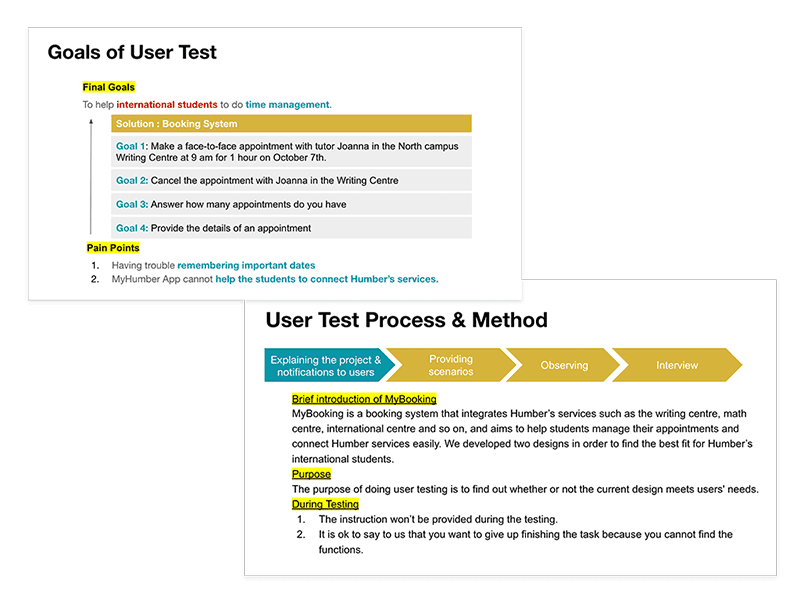 Goals of User Test
Final Goals
To help international students to do time management.
Solution : Booking System
Goal 1: Make a face-to-face appointment with tutor Joanna in the North campus
Writing Centre at 9 am for 1 hour on October 7th.
Goal 2: Cancel the appointment with Joanna in the Writing Centre
Goal 3: Answer how many appointments do you have
Goal 4: Provide the details of an appointment
Pain Points
1. Having trouble remembering important dates
2. MyHumber App cannot help the students to connect Humber's services.
User Test Process & Method
Explaining the project &
notifications to users
Providing
scenarios
Observing
Interview
Brief introduction of MyBooking
MyBooking is a booking system that integrates Humber's services such as the writing centre, math
centre, international centre and so on, and aims to help students manage their appointments and
connect Humber services easily. We developed two designs in order to find the best fit for Humber's
international students.
Purpose
The purpose of doing user testing is to find out whether or not the current design meets users' needs.
During Testing
1. The instruction won't be provided during the testing.
2. It is ok to say to us that you want to give up finishing the task because you cannot find the
functions.